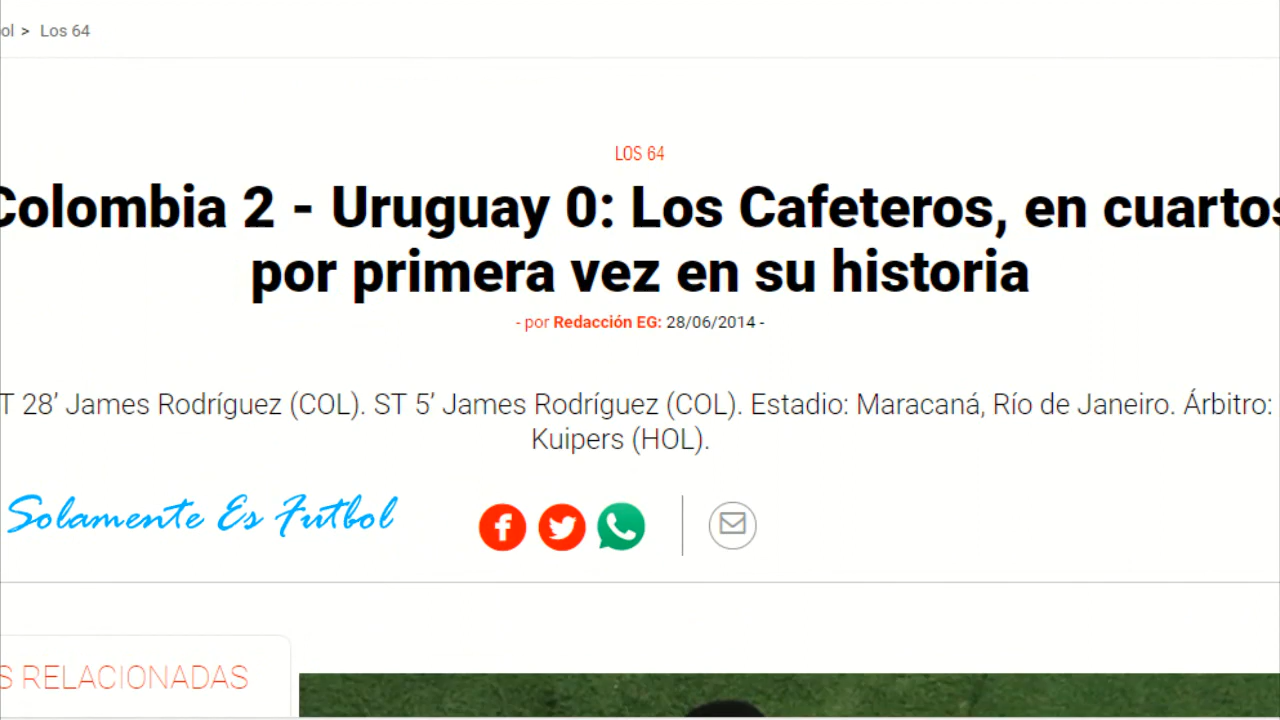 ol > Los 64
LOS 64
Colombia 2 - Uruguay 0: Los Cafeteros, en cuartos
por primera vez en su historia
- por Redacción EG: 28/06/2014 -
T 28’ James Rodríguez (COL). ST 5’ James Rodríguez (COL). Estadio: Maracaná, Río de Janeiro. Árbitro:
Kuipers (HOL).
Solamente Es Futbol
S RELACIONADAS